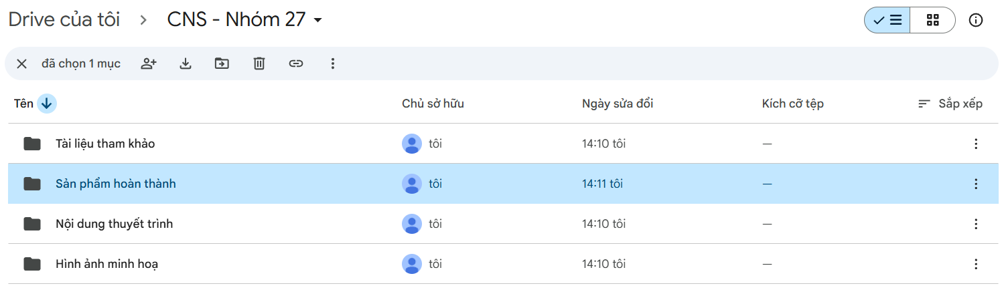 Drive của tôi > CNS - Nhóm 27
đã chọn 1 mục
Tên Chủ sở hữu Ngày sửa đổi Kích cỡ tệp Sắp xếp
Tài liệu tham khảo tôi 14:10 tôi —
Sản phẩm hoàn thành tôi 14:11 tôi —
Nội dung thuyết trình tôi 14:10 tôi —
Hình ảnh minh hoạ tôi 14:10 tôi —